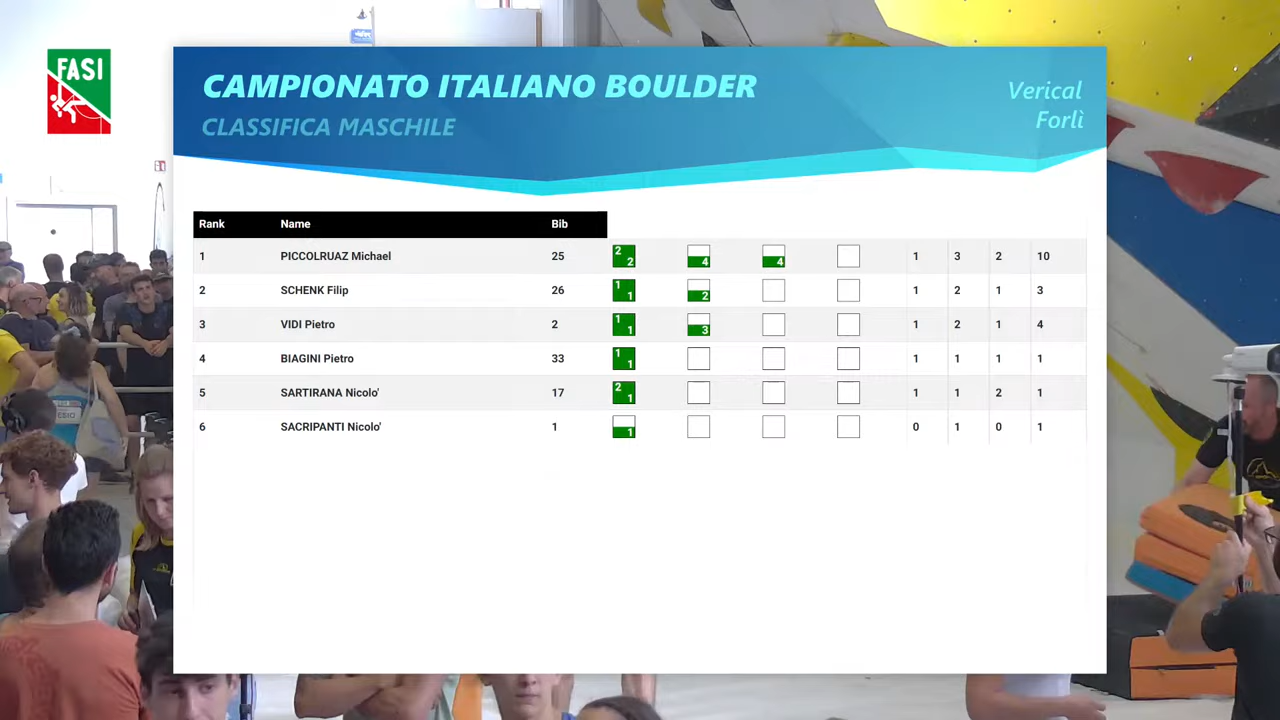 FASI
CAMPIONATO ITALIANO BOULDER
CLASSIFICA MASCHILE
Verical
Forlì
Rank Name Bib
1 PICCOLRUAZ Michael 25 2 2 4 4 1 3 2 10
2 SCHENK Filip 26 1 1 2 1 2 1 3
3 VIDI Pietro 2 1 1 3 1 2 1 4
4 BIAGINI Pietro 33 1 1 1 1 1 1
5 SARTIRANA Nicolo' 17 2 1 1 1 2 1
6 SACRIPANTI Nicolo' 1 1 0 1 0 1